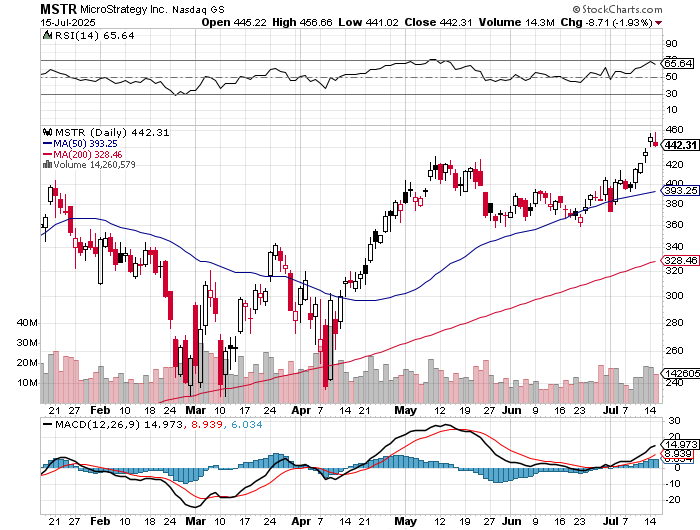 MSTR MicroStrategy Inc. Nasdaq GS
© StockCharts.com
15-Jul-2025
Open 445.22 High 456.66 Low 441.02 Close 442.31 Volume 14.3M Chg -8.71 (-1.93%)
RSI(14) 65.64
90
70
65.64
50
30
10
MSTR (Daily) 442.31
MA(50) 393.25
MA(200) 328.46
Volume 14,260,579
460
442.31
420
400
393.25
380
360
340
328.46
320
300
280
260
240
40M
30M
20M
10M
142605
21 27 Feb 10 18 24 Mar 10 17 24 Apr 7 14 21 May 12 19 27 Jun 9 16 23 Jul 7 14
MACD(12,26,9) 14.973, 8.939, 6.034
30
20
14.973
8.939
0
-10
-20
21 27 Feb 10 18 24 Mar 10 17 24 Apr 7 14 21 May 12 19 27 Jun 9 16 23 Jul 7 14